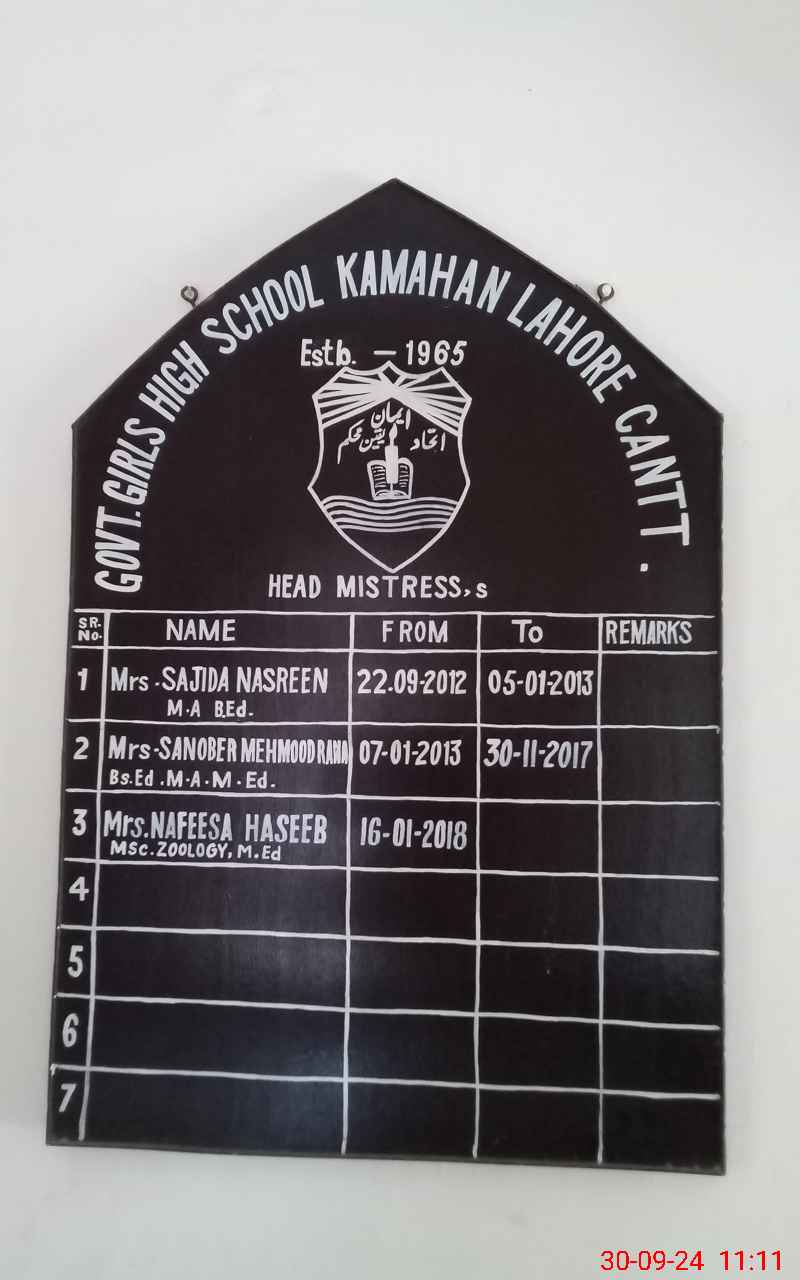 GOVT. GIRLS HIGH SCHOOL KAMAHAN LAHORE CANTT.
Estb. – 1965
ایمان
اتحاد یقین محکم
HEAD MISTRESS,s
SR. No. NAME FROM To REMARKS
1 Mrs. SAJIDA NASREEN 22.09-2012 05-01-2013
M.A B.Ed.
2 Mrs-SANOBER MEHMOOD RANA 07-01-2013 30-11-2017
Bs.Ed.M.A.M.Ed.
3 Mrs.NAFEESA HASEEB 16-01-2018
MSC.ZOOLOGY, M.Ed
4
5
6
7
30-09-24 11:11